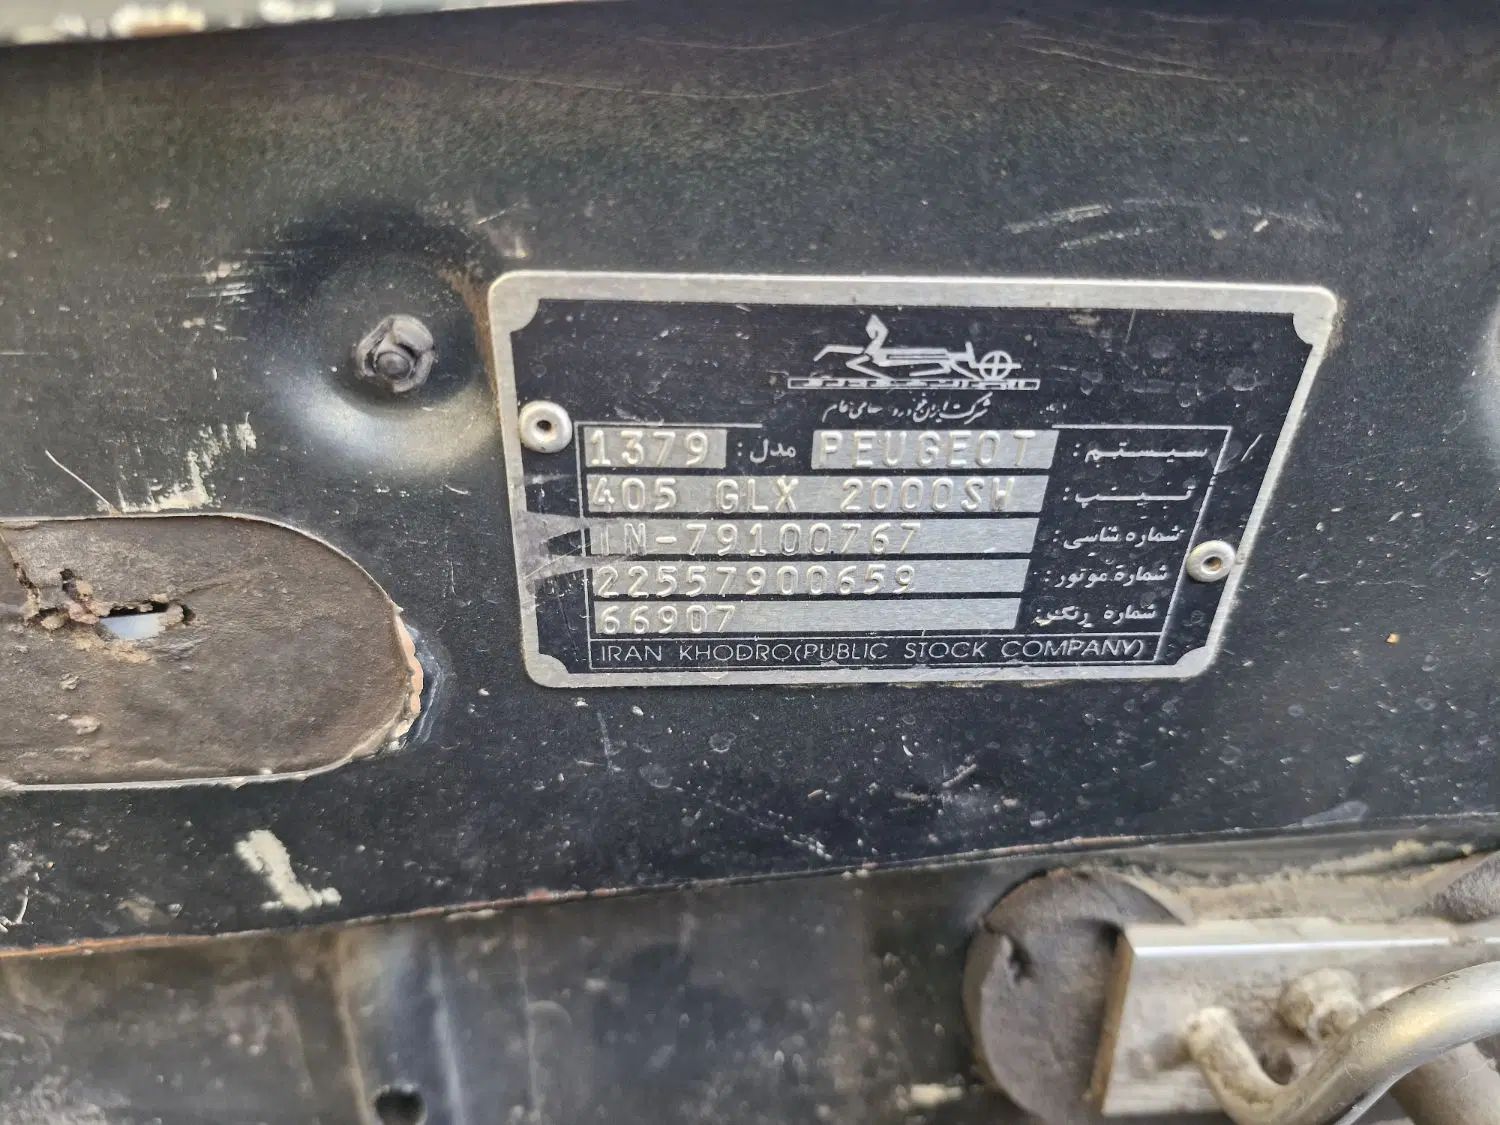 شرکت ایران خودرو سهامی عام
سیستم: PEUGEOT مدل: 1379
تیپ: 405 GLX 2000SH
شماره شاسی: IN-79100767
شماره موتور: 22557900659
شماره رنگ: 66907
IRAN KHODRO(PUBLIC STOCK COMPANY)